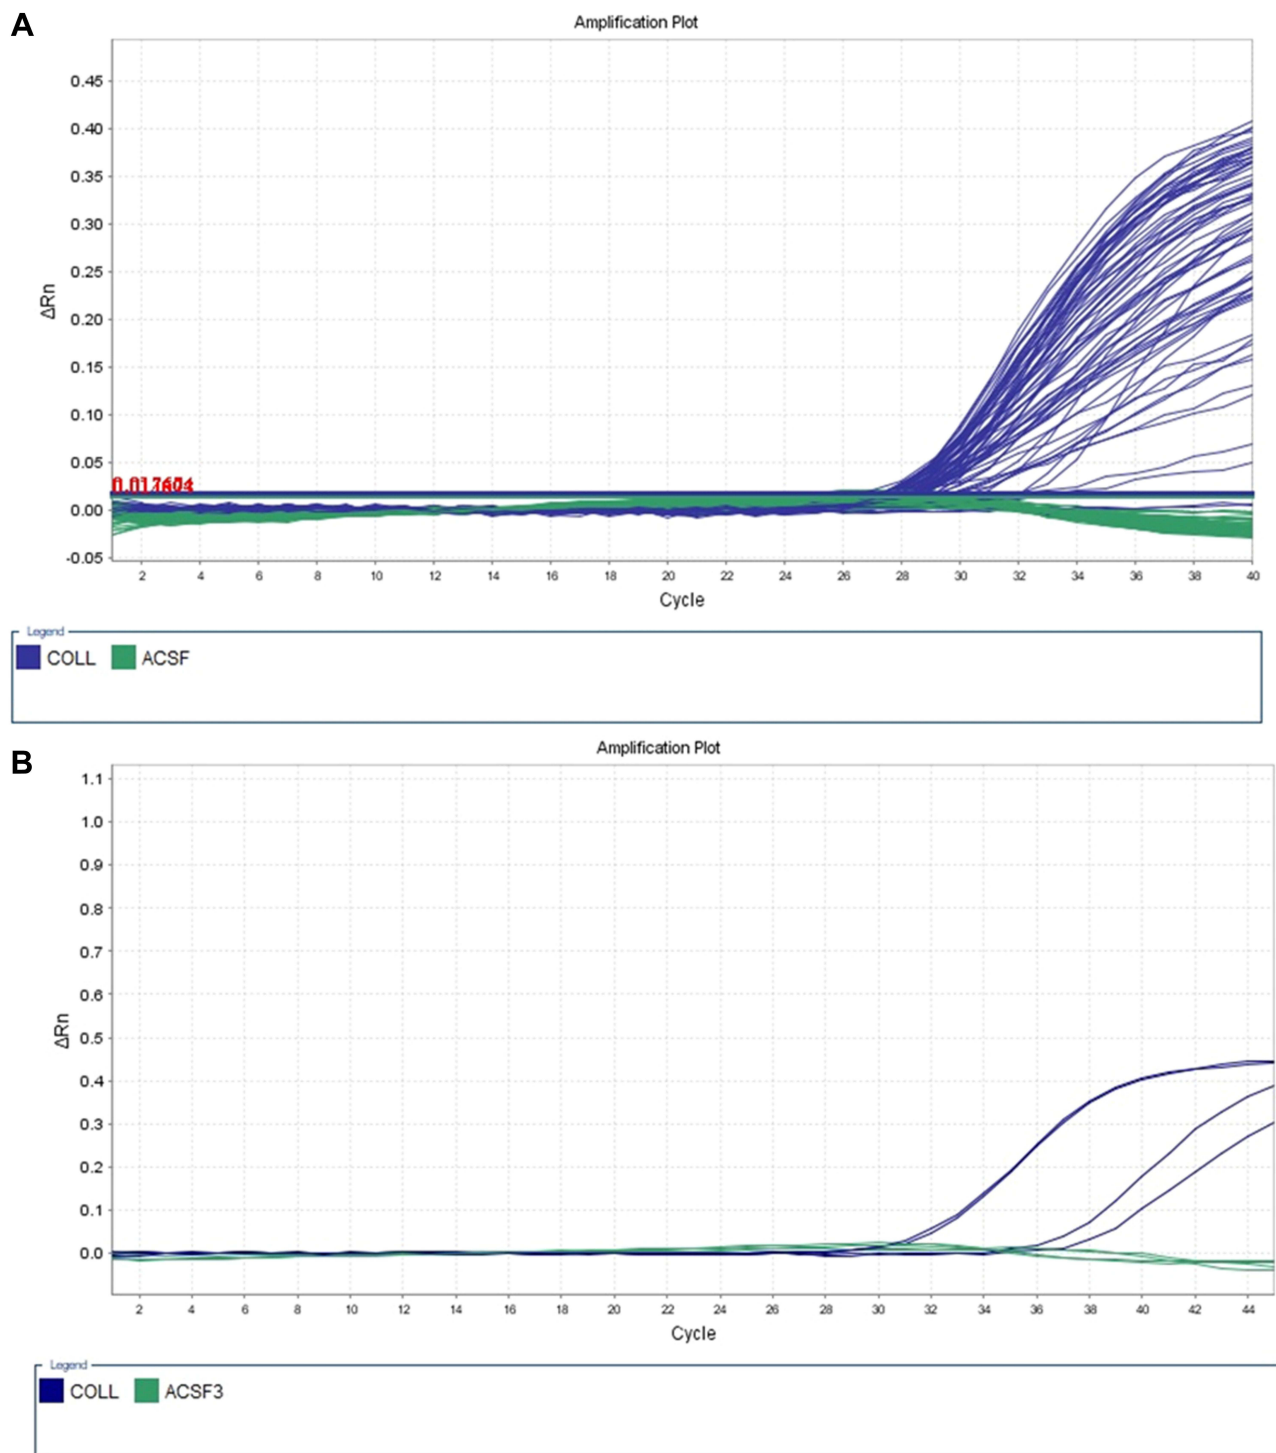 A
Amplification Plot
0.45
0.40
0.35
0.30
0.25
0.20
0.15
0.10
0.05
0.00
-0.05
ΔRn
2 4 6 8 10 12 14 16 18 20 22 24 26 28 30 32 34 36 38 40
Cycle
Legend
COLL ACSF
B
Amplification Plot
1.1
1.0
0.9
0.8
0.7
0.6
0.5
0.4
0.3
0.2
0.1
0.0
ΔRn
2 4 6 8 10 12 14 16 18 20 22 24 26 28 30 32 34 36 38 40 42 44
Cycle
Legend
COLL ACSF3